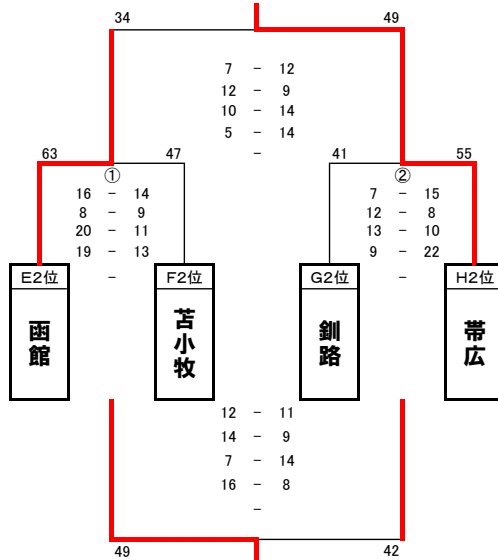 34 49
7 － 12
12 － 9
10 － 14
5 － 14
－
63 47 41 55
① ②
16 － 14 7 － 15
8 － 9 12 － 8
20 － 11 13 － 10
19 － 13 9 － 22
－ －
E2位 F2位 G2位 H2位
函館 苫小牧 釧路 帯広
12 － 11
14 － 9
7 － 14
16 － 8
－
49 42